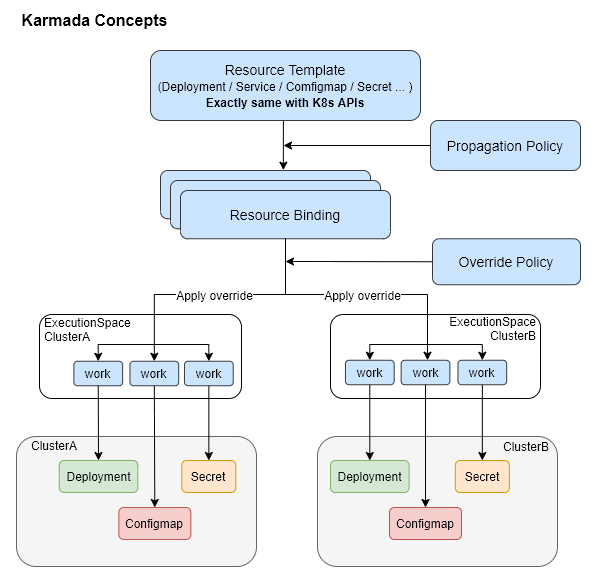 Karmada Concepts
Resource Template
(Deployment / Service / Comfigmap / Secret ... )
Exactly same with K8s APIs
Propagation Policy
Resource Binding
Override Policy
Apply override
Apply override
ExecutionSpace
ClusterA
work
work
work
ExecutionSpace
ClusterB
work
work
work
ClusterA
Deployment
Secret
Configmap
ClusterB
Deployment
Secret
Configmap